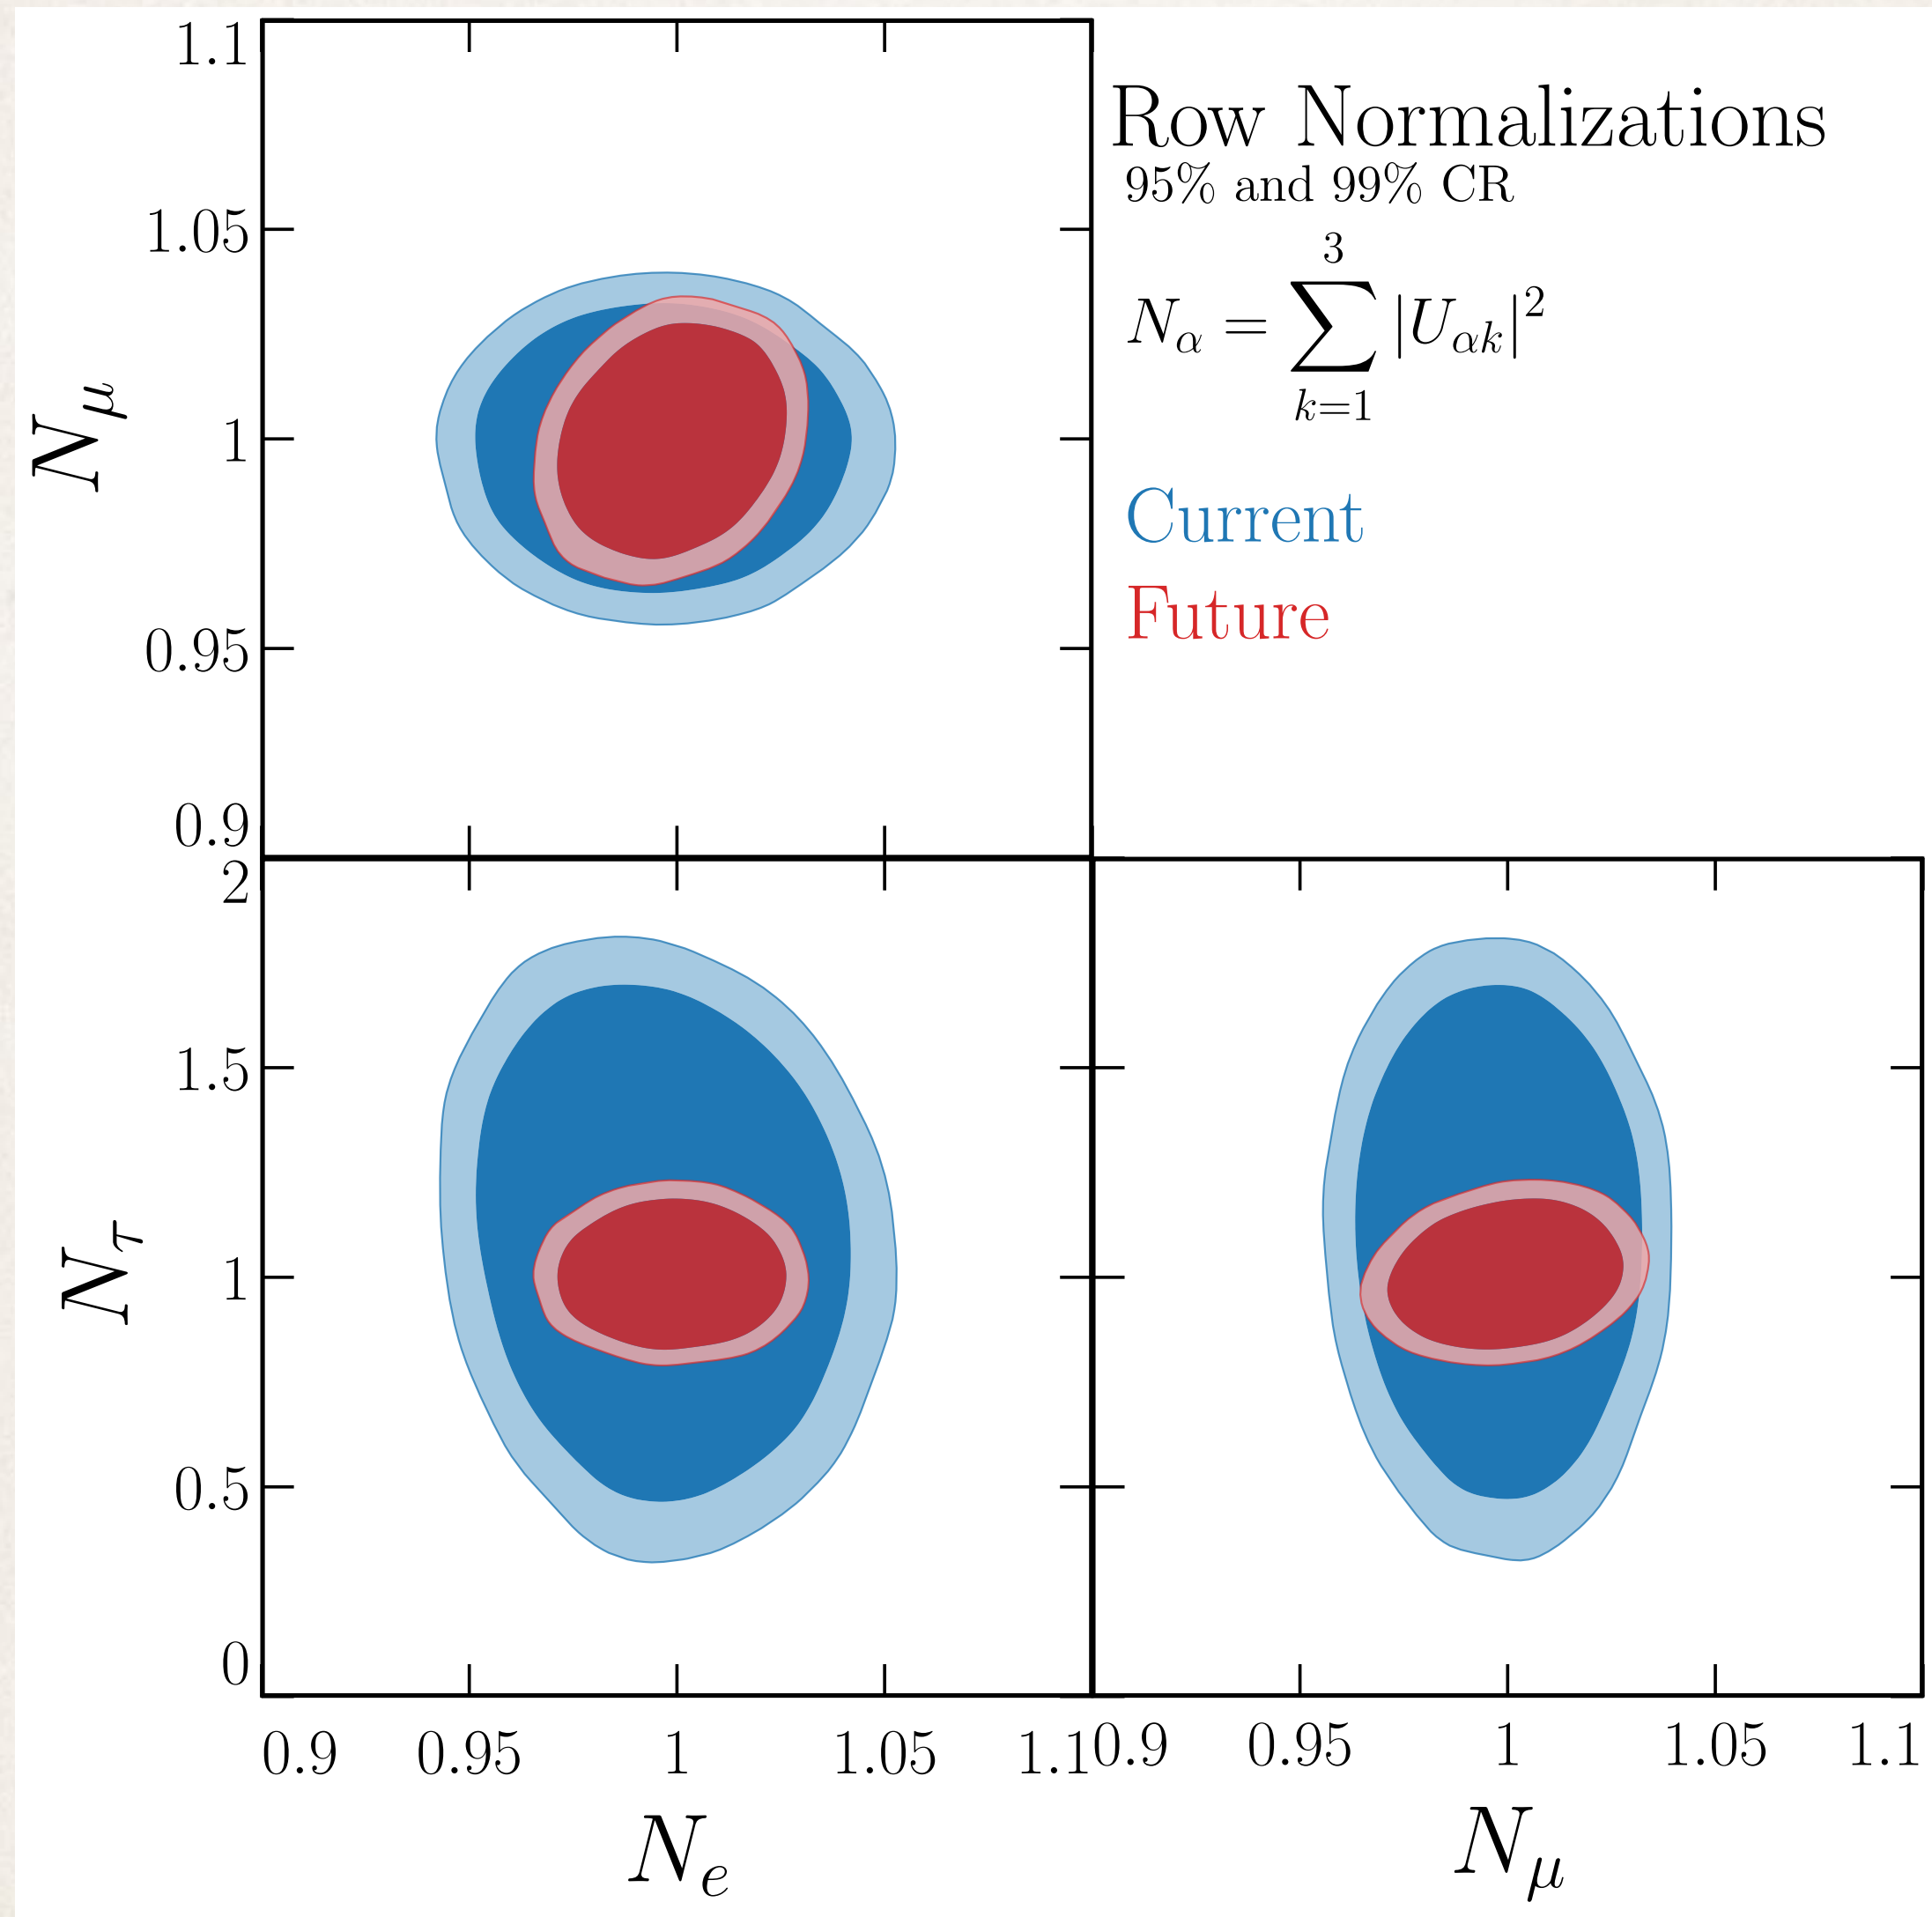 1.1
1.05
1
0.95
0.9
N_μ
Row Normalizations
95% and 99% CR
N_α = ∑_{k=1}^{3} |U_{αk}|^2
Current
Future
2
1.5
1
0.5
0
N_τ
0.9 0.95 1 1.05 1.1
N_e
0.9 0.95 1 1.05 1.1
N_μ